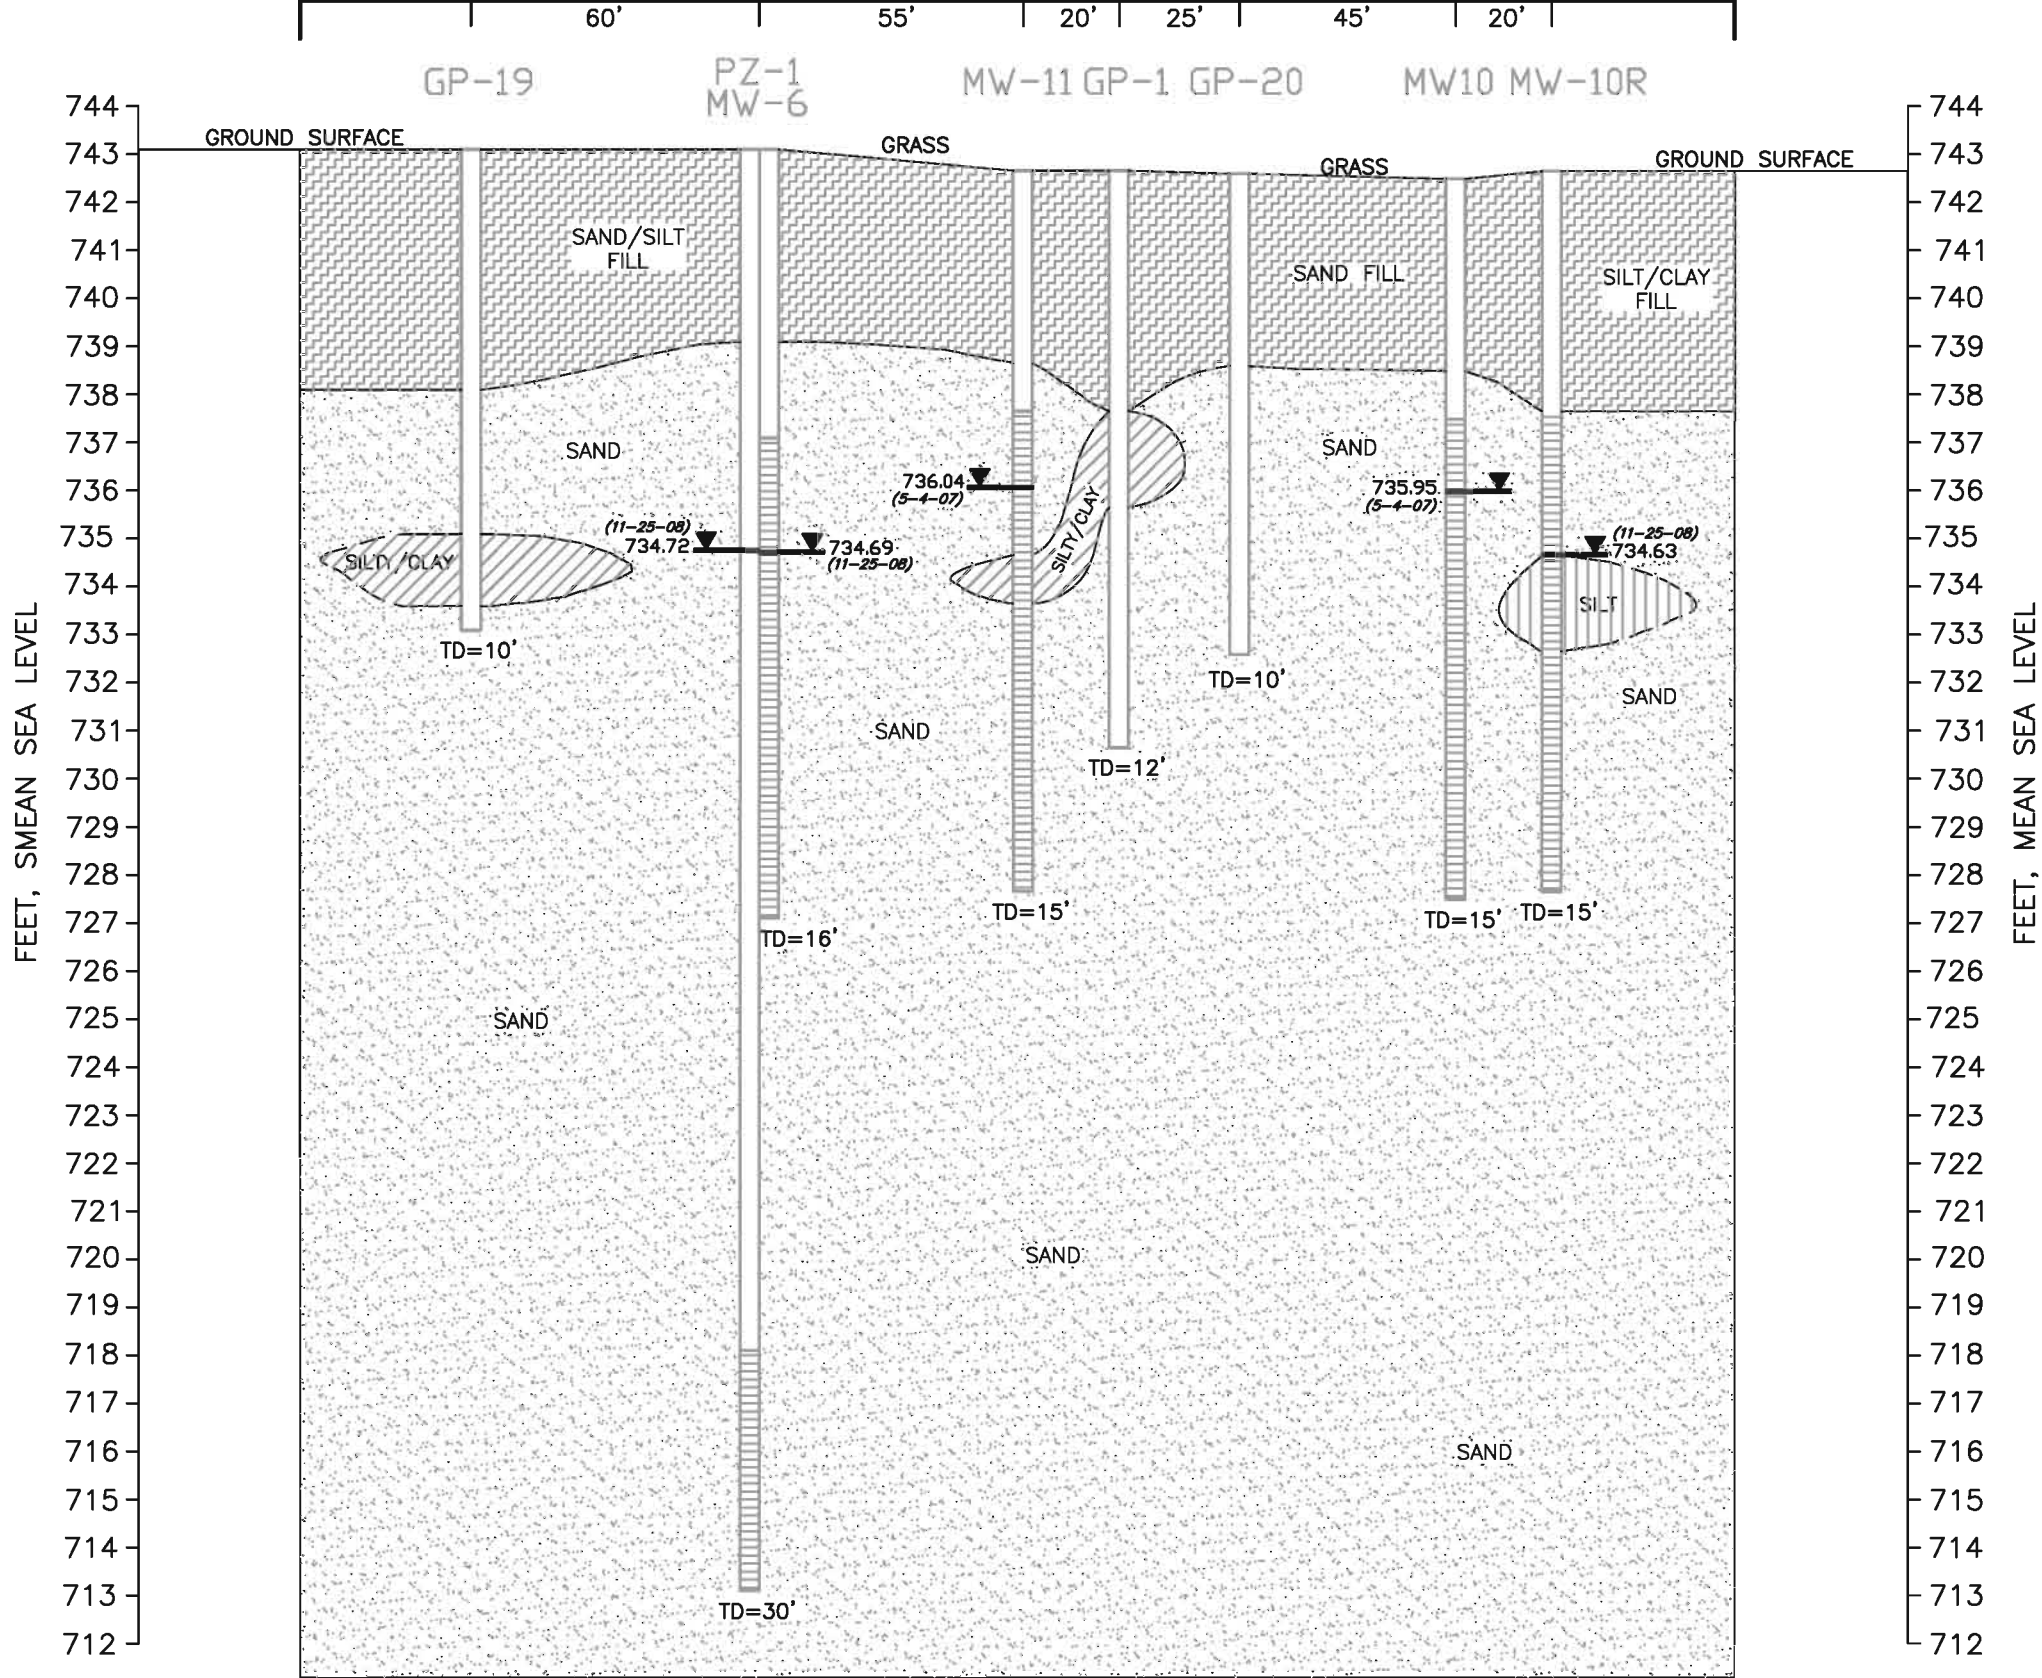 60' 55' 20' 25' 45' 20'
GP-19 PZ-1 MW-11 GP-1 GP-20 MW10 MW-10R
MW-6
744 744
GROUND SURFACE GRASS GRASS GROUND SURFACE
743 743
742 742
SAND/SILT
FILL
741 741
SAND FILL
SILT/CLAY
FILL
740 740
739 739
738 738
737 737
SAND SAND
736.04
(5-4-07)
735.95
(5-4-07)
736 736
SILTY/CLAY
735 735
(11-25-08)
734.72
734.69
(11-25-08)
(11-25-08)
734.63
SILTY/CLAY
734 734
SILT
733 733
TD=10'
732 732
TD=10'
SAND
731 731
SAND
TD=12'
730 730
729 729
728 728
TD=15' TD=15' TD=15'
727 727
TD=16'
726 726
725 725
SAND
724 724
723 723
722 722
721 721
720 720
SAND
719 719
718 718
717 717
716 716
SAND
715 715
714 714
713 713
TD=30'
712 712
FEET, SMEAN SEA LEVEL
FEET, MEAN SEA LEVEL